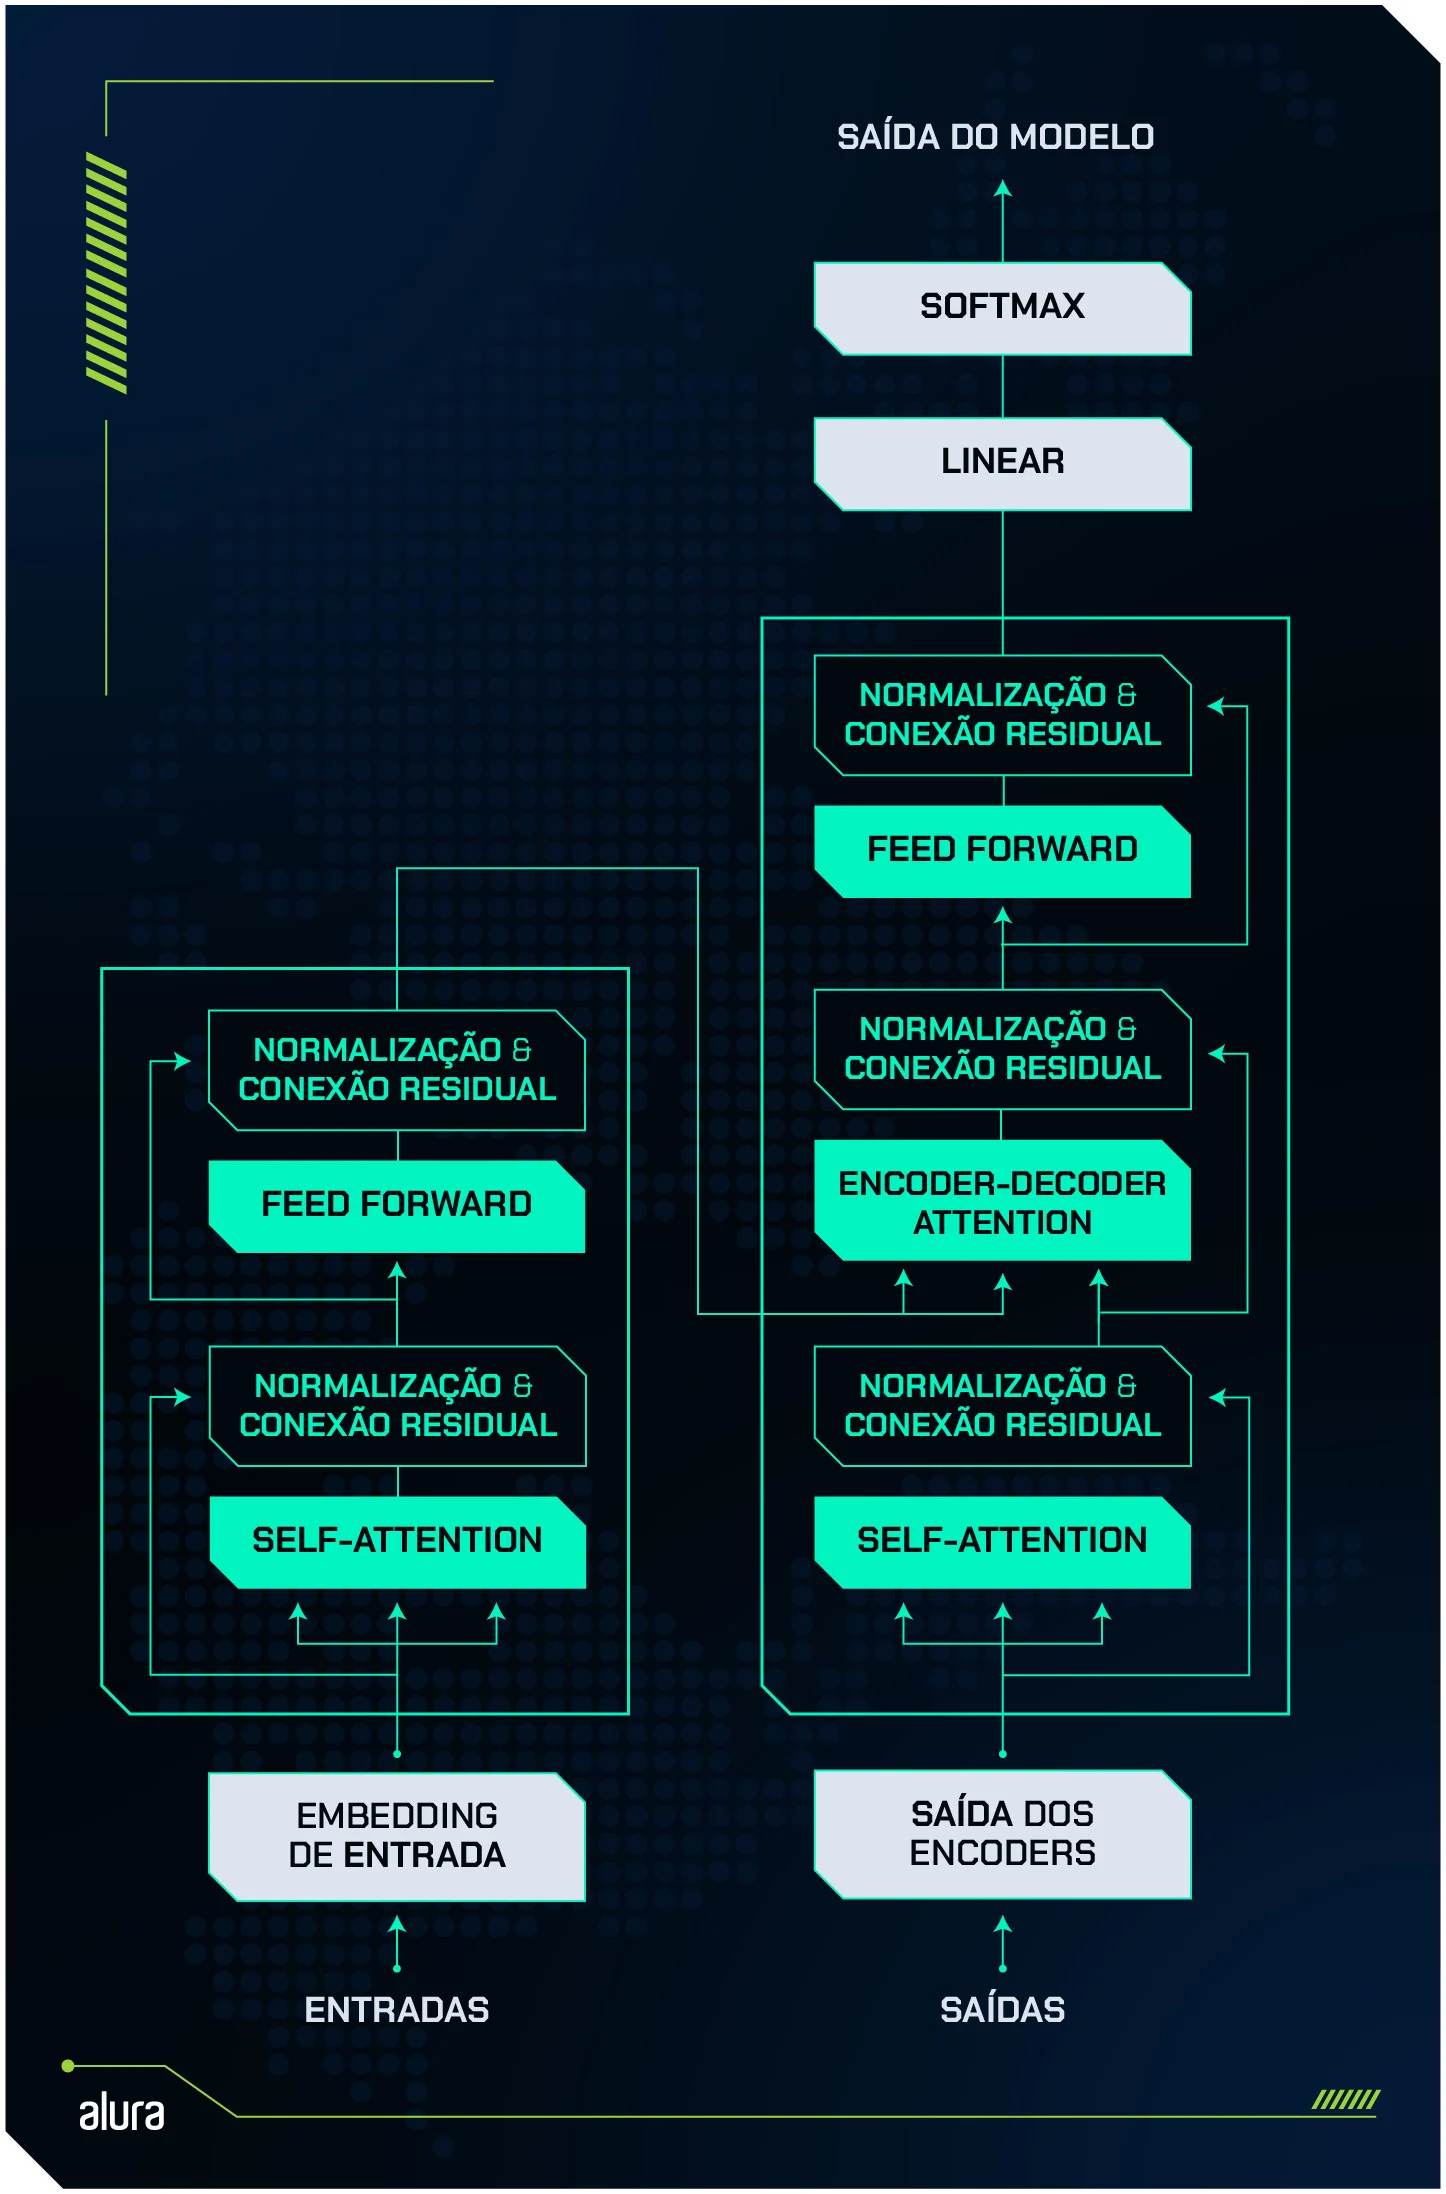 SAÍDA DO MODELO
SOFTMAX
LINEAR
NORMALIZAÇÃO &
CONEXÃO RESIDUAL
FEED FORWARD
NORMALIZAÇÃO &
CONEXÃO RESIDUAL
ENCODER-DECODER
ATTENTION
NORMALIZAÇÃO &
CONEXÃO RESIDUAL
SELF-ATTENTION
SAÍDA DOS
ENCODERS
SAÍDAS
NORMALIZAÇÃO &
CONEXÃO RESIDUAL
FEED FORWARD
NORMALIZAÇÃO &
CONEXÃO RESIDUAL
SELF-ATTENTION
EMBEDDING
DE ENTRADA
ENTRADAS
alura